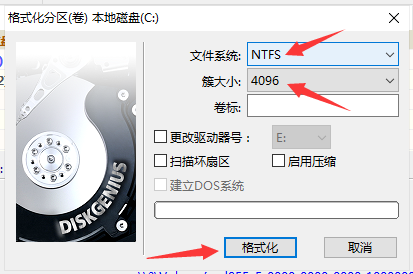 格式化分区(卷) 本地磁盘(C:)
文件系统: NTFS
簇大小: 4096
卷标:
更改驱动器号: E:
扫描坏扇区 启用压缩
建立DOS系统
DISKGENIUS
格式化 取消